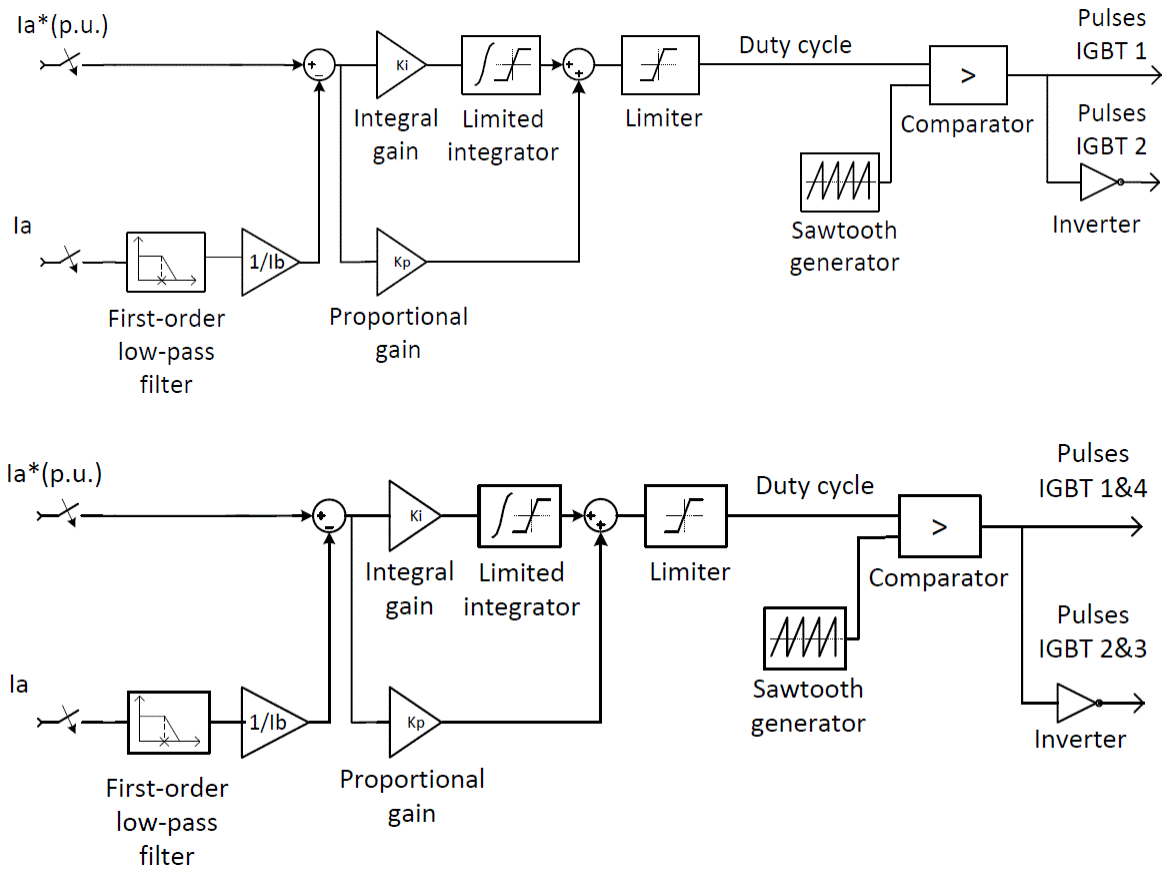 Ia*(p.u.)
Ki
Integral
gain
Limited
integrator
+
−
+
+
Limiter
Duty cycle
>
Comparator
Pulses
IGBT 1
Pulses
IGBT 2
Inverter
Sawtooth
generator
Ia
First-order
low-pass
filter
1/Ib
Kp
Proportional
gain
Ia*(p.u.)
+
−
Ki
Integral
gain
Limited
integrator
+
+
Limiter
Duty cycle
>
Comparator
Pulses
IGBT 1&4
Pulses
IGBT 2&3
Inverter
Sawtooth
generator
Ia
First-order
low-pass
filter
1/Ib
Kp
Proportional
gain